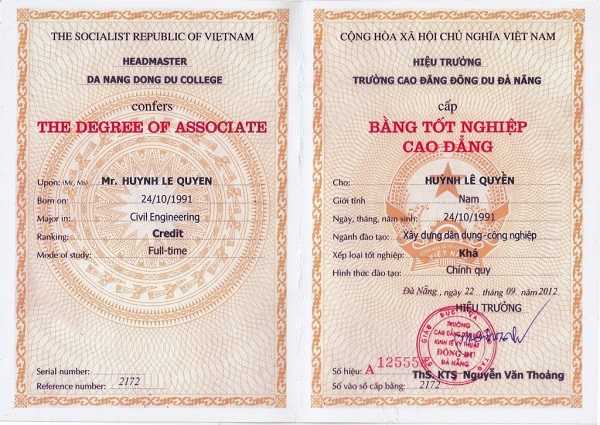 THE SOCIALIST REPUBLIC OF VIETNAM
HEADMASTER
DA NANG DONG DU COLLEGE
confers
THE DEGREE OF ASSOCIATE
Upon: (Mr, Ms) Mr. HUYNH LE QUYEN
Born on 24/10/1991
Major in: Civil Engineering
Ranking: Credit
Mode of study: Full-time
Serial number:
Reference number: 2172
CỘNG HÒA XÃ HỘI CHỦ NGHĨA VIỆT NAM
HIỆU TRƯỞNG
TRƯỜNG CAO ĐẲNG ĐÔNG DU ĐÀ NẴNG
cấp
BẰNG TỐT NGHIỆP
CAO ĐẲNG
Cho: HUỲNH LÊ QUYỀN
Giới tính Nam
Ngày, tháng, năm sinh: 24/10/1991
Ngành đào tạo: Xây dựng dân dụng-công nghiệp
Xếp loại tốt nghiệp: Khá
Hình thức đào tạo: Chính quy
Đà Nẵng, ngày 22 tháng 09 năm 2012
HIỆU TRƯỞNG
TRƯỜNG
CAO ĐẲNG
KINH TẾ KỸ THUẬT
ĐÔNG DU
ĐÀ NẴNG
Số hiệu: A 12555
ThS. KTS Nguyễn Văn Thoảng
Số vào sổ cấp bằng: 2172